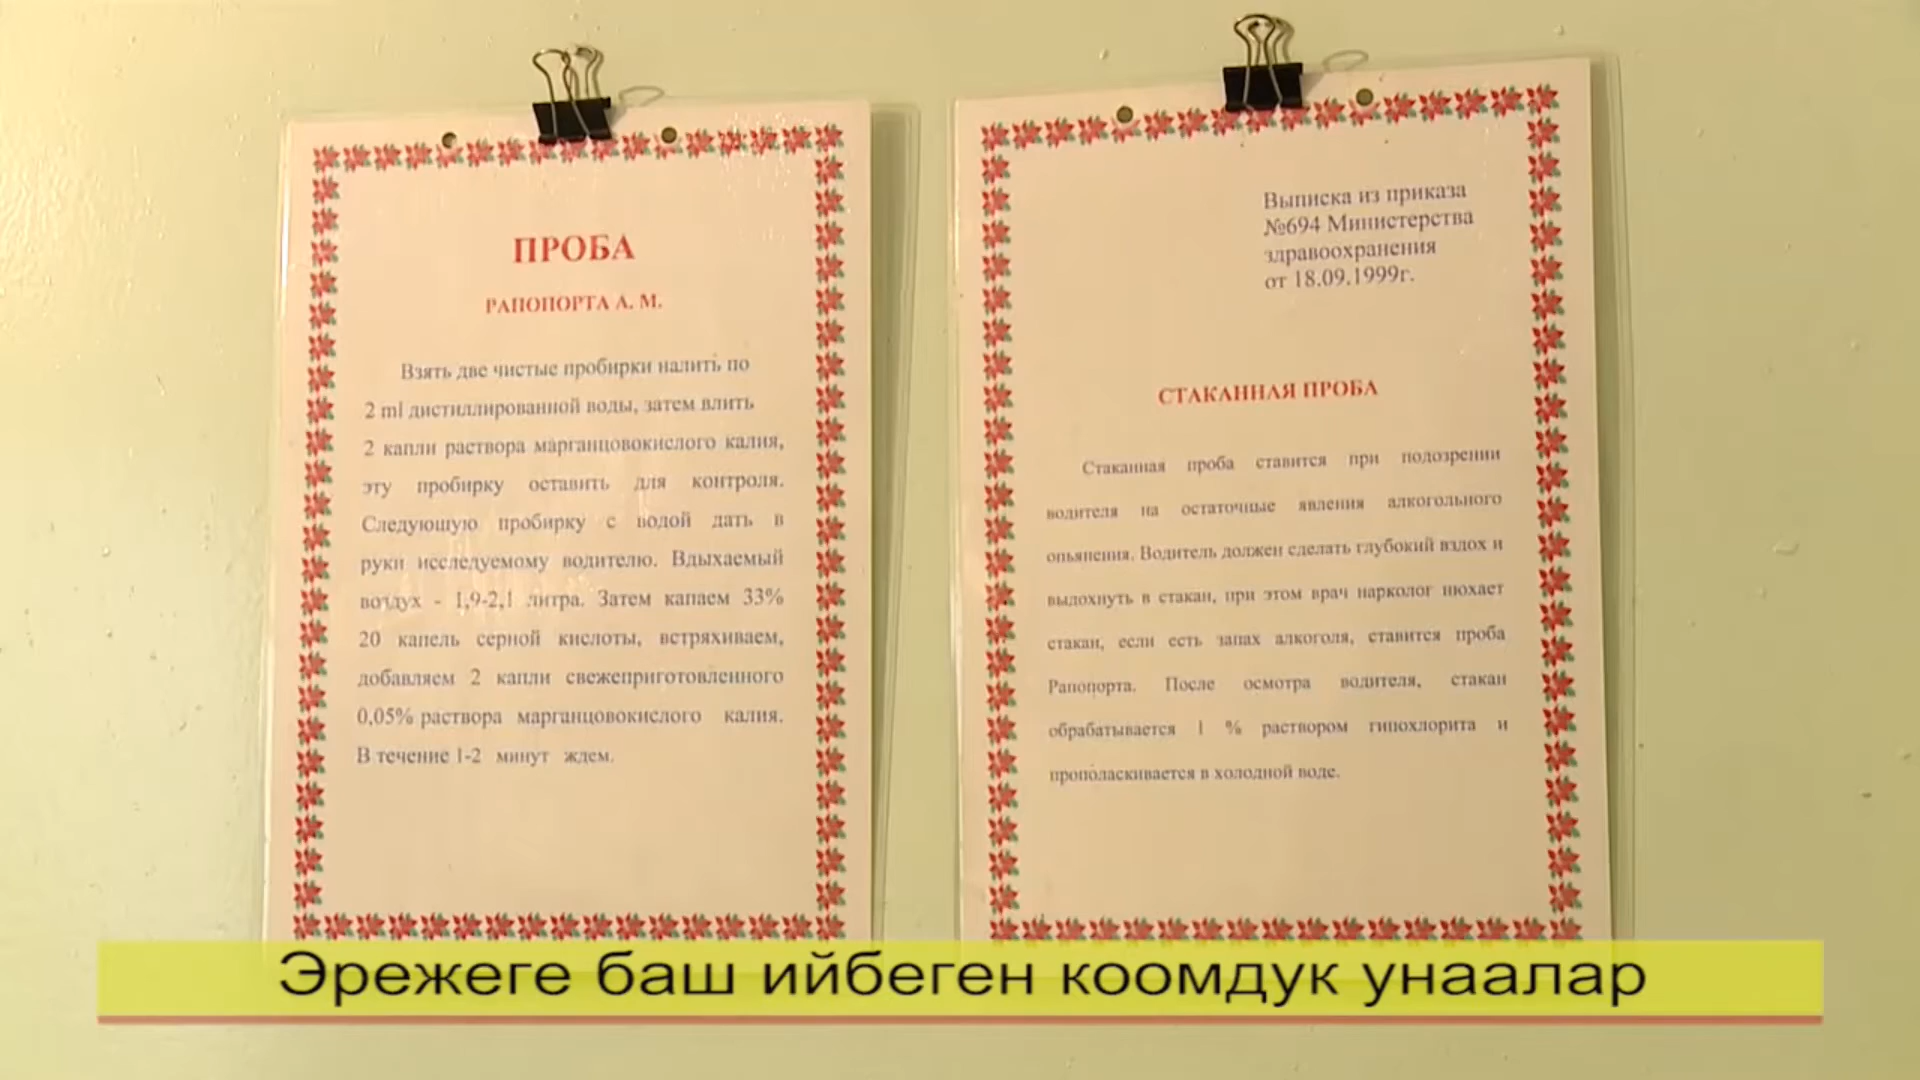 ПРОБА
РАПОПОРТА А. М.
Взять две чистые пробирки налить по
2 ml дистиллированной воды, затем влить
2 капли раствора марганцовокислого калия,
эту пробирку оставить для контроля.
Следующую пробирку с водой дать в
руки исследуемому водителю. Вдыхаемый
воздух - 1,9-2,1 литра. Затем капаем 33%
20 капель серной кислоты, встряхиваем,
добавляем 2 капли свежеприготовленного
0,05% раствора марганцовокислого калия.
В течение 1-2 минут ждем.
Выписка из приказа
№694 Министерства
здравоохранения
от 18.09.1999г.
СТАКАННАЯ ПРОБА
Стаканная проба ставится при подозрении
водителя на остаточные явления алкогольного
опьянения. Водитель должен сделать глубокий вздох и
выдохнуть в стакан, при этом врач нарколог нюхает
стакан, если есть запах алкоголя, ставится проба
Рапопорта. После осмотра водителя, стакан
обрабатывается 1 % раствором гипохлорита и
прополаскивается в холодной воде.
Эрежеге баш ийбеген коомдук унаалар